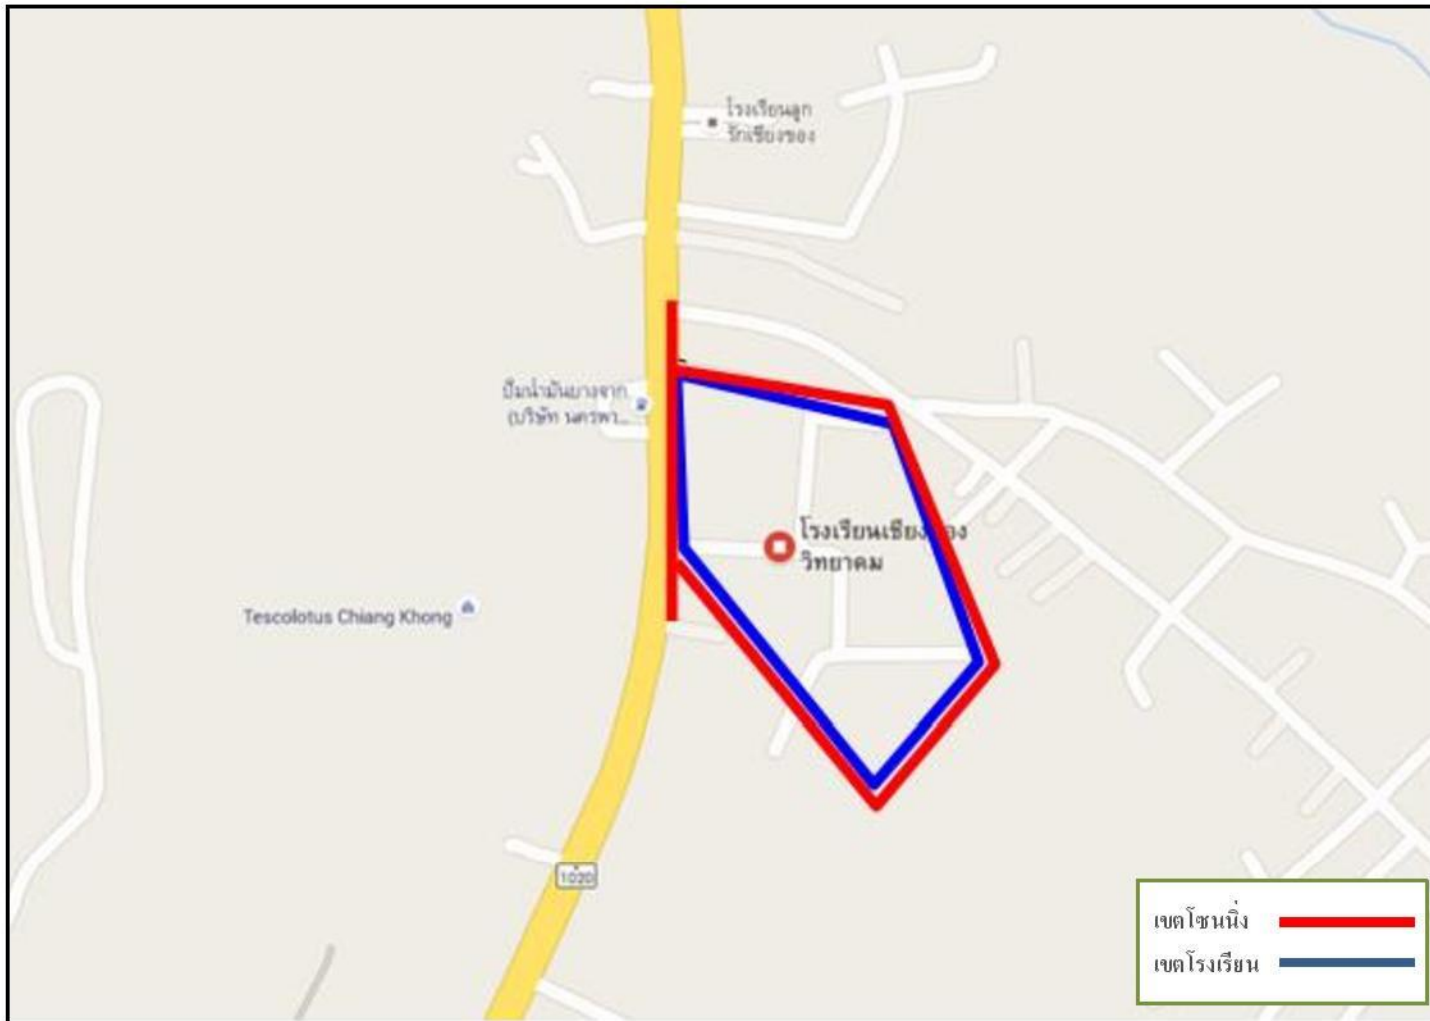 โรงเรียนลูก
รักเชียงของ
ปั๊มน้ำมันบางจาก
(บริษัท นครพา...
โรงเรียนเชียงของ
วิทยาคม
Tescolotus Chiang Khong
1020
เขตโซนนิ่ง
เขตโรงเรียน